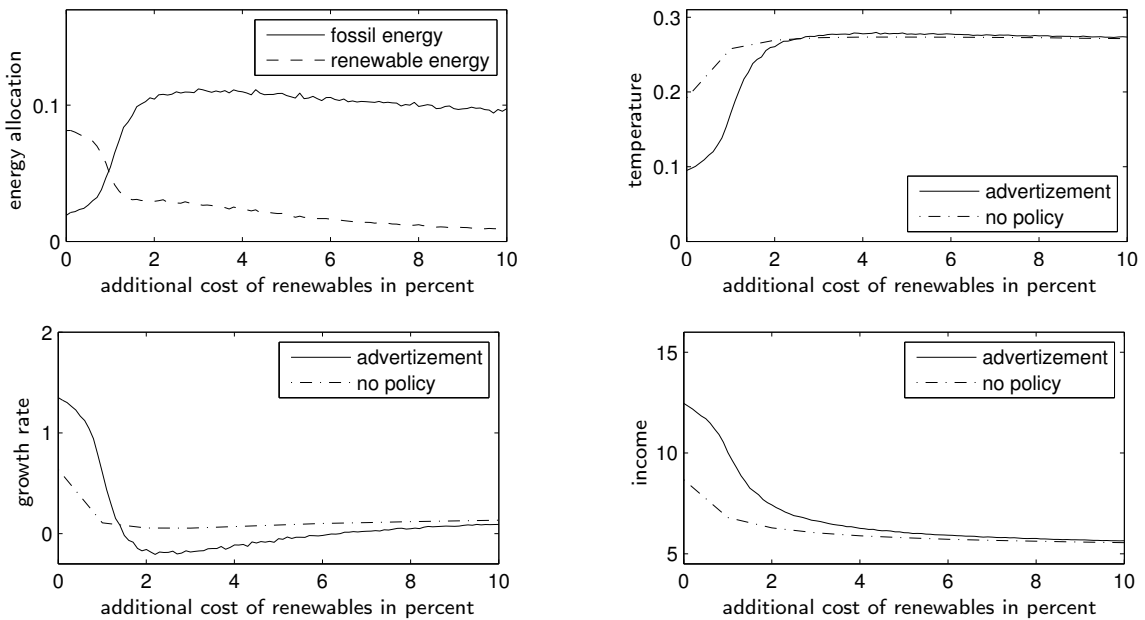 fossil energy
renewable energy
energy allocation
0.1
0
0 2 4 6 8 10
additional cost of renewables in percent
0.3
0.2
0.1
0
temperature
advertizement
no policy
0 2 4 6 8 10
additional cost of renewables in percent
2
1
0
growth rate
advertizement
no policy
0 2 4 6 8 10
additional cost of renewables in percent
15
10
5
income
advertizement
no policy
0 2 4 6 8 10
additional cost of renewables in percent